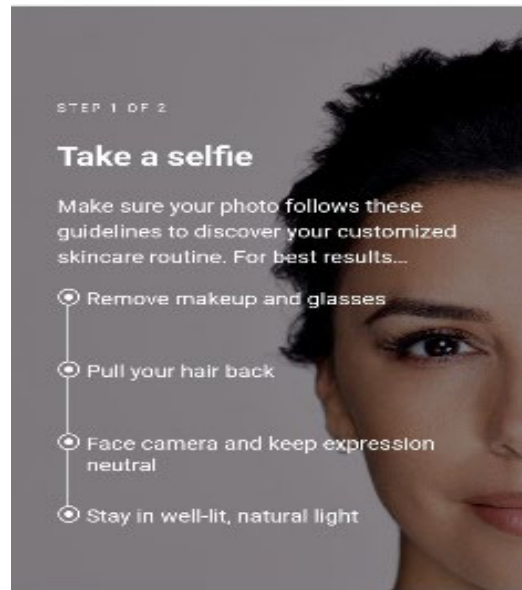 STEP 1 OF 2
Take a selfie
Make sure your photo follows these
guidelines to discover your customized
skincare routine. For best results...
Remove makeup and glasses
Pull your hair back
Face camera and keep expression
neutral
Stay in well-lit, natural light